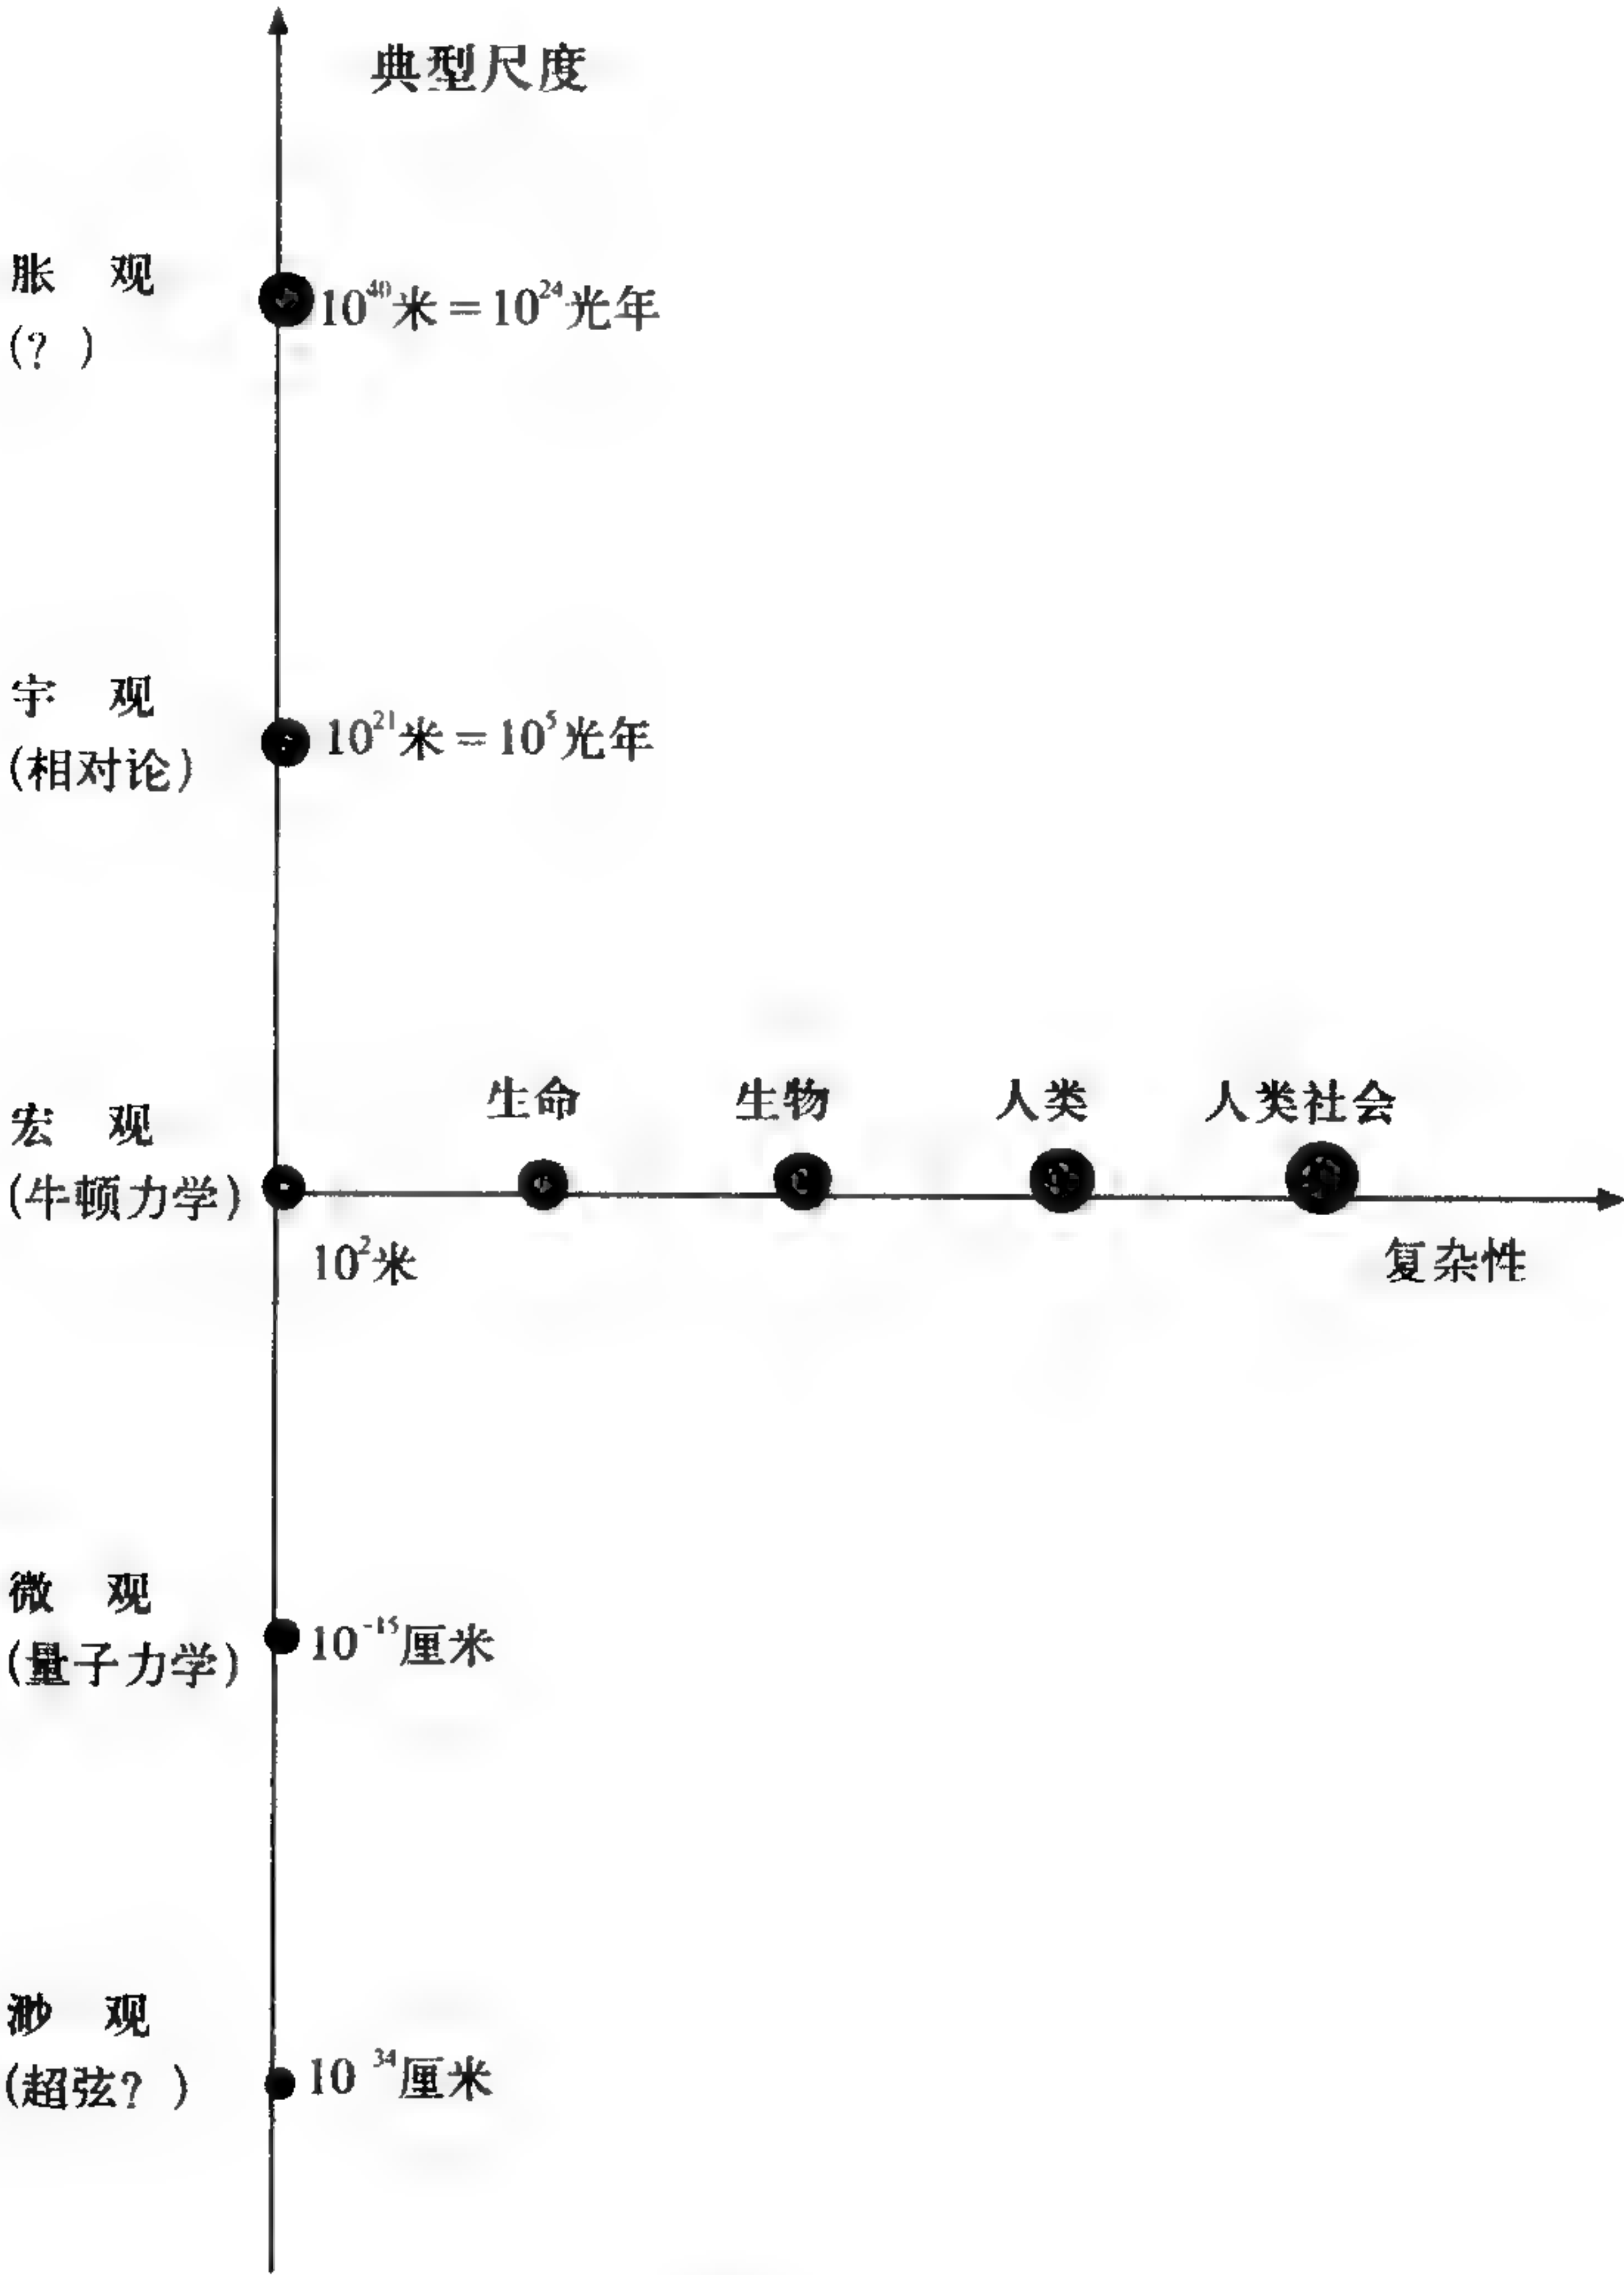 典型尺度
胀 观
(? )
10⁴⁰米=10²⁴光年
宇 观
(相对论)
10²¹米=10⁵光年
宏 观
(牛顿力学)
10²米
生命
生物
人类
人类社会
复杂性
微 观
(量子力学)
10⁻¹⁵厘米
渺 观
(超弦? )
10⁻³⁴厘米